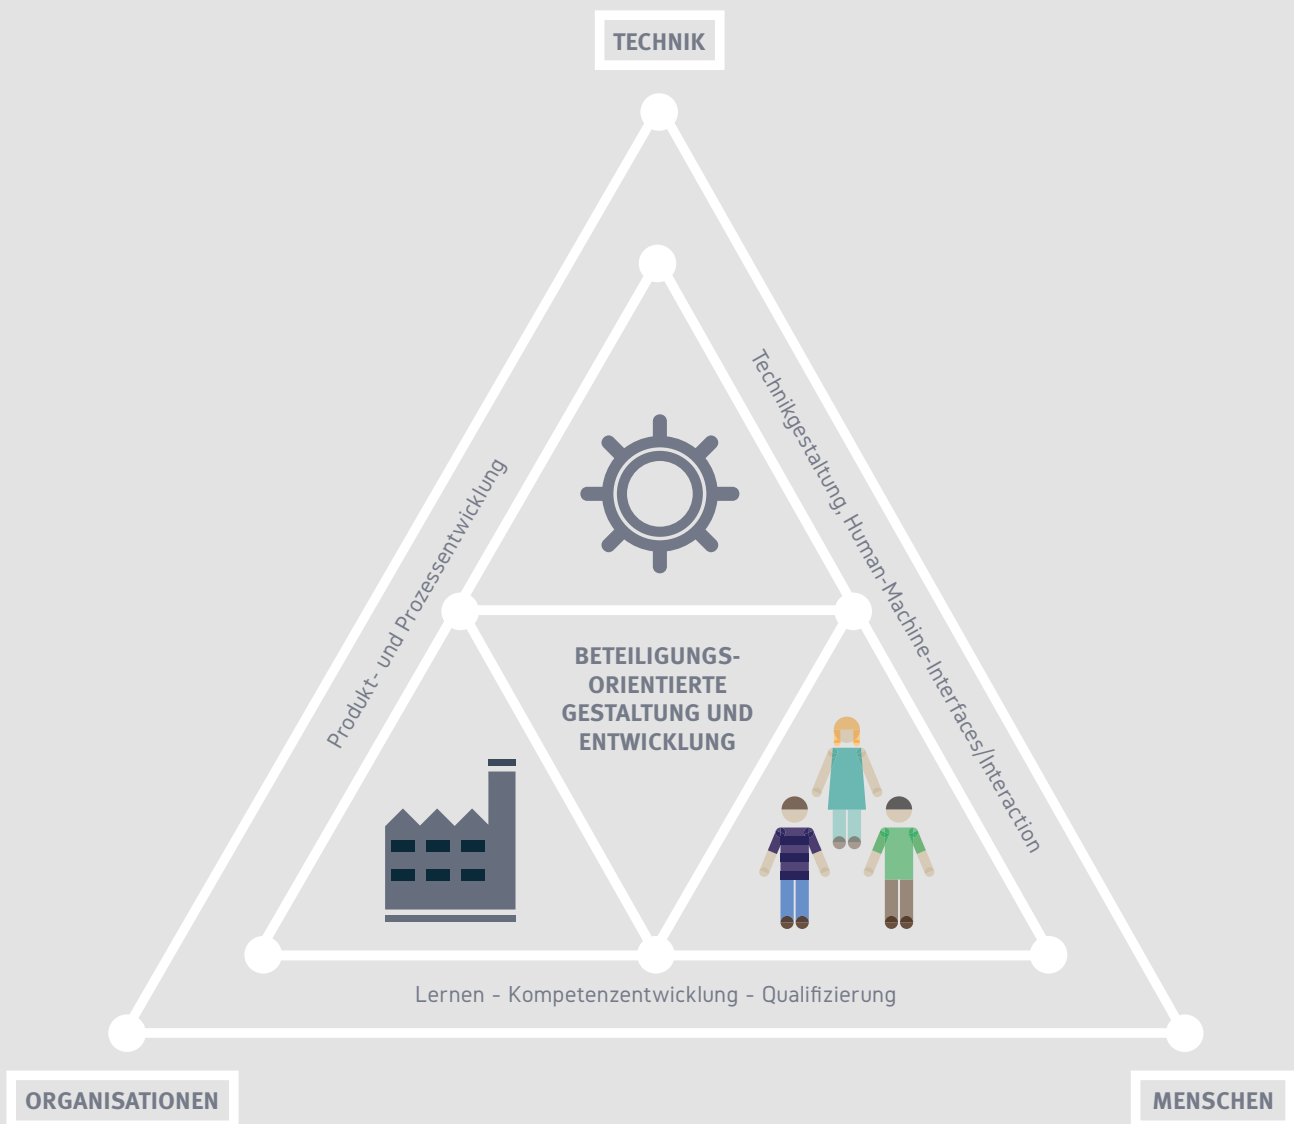 TECHNIK
Produkt- und Prozessentwicklung
Technikgestaltung, Human-Machine-Interfaces/Interaction
BETEILIGUNGS-
ORIENTIERTE
GESTALTUNG UND
ENTWICKLUNG
Lernen - Kompetenzentwicklung - Qualifizierung
ORGANISATIONEN
MENSCHEN